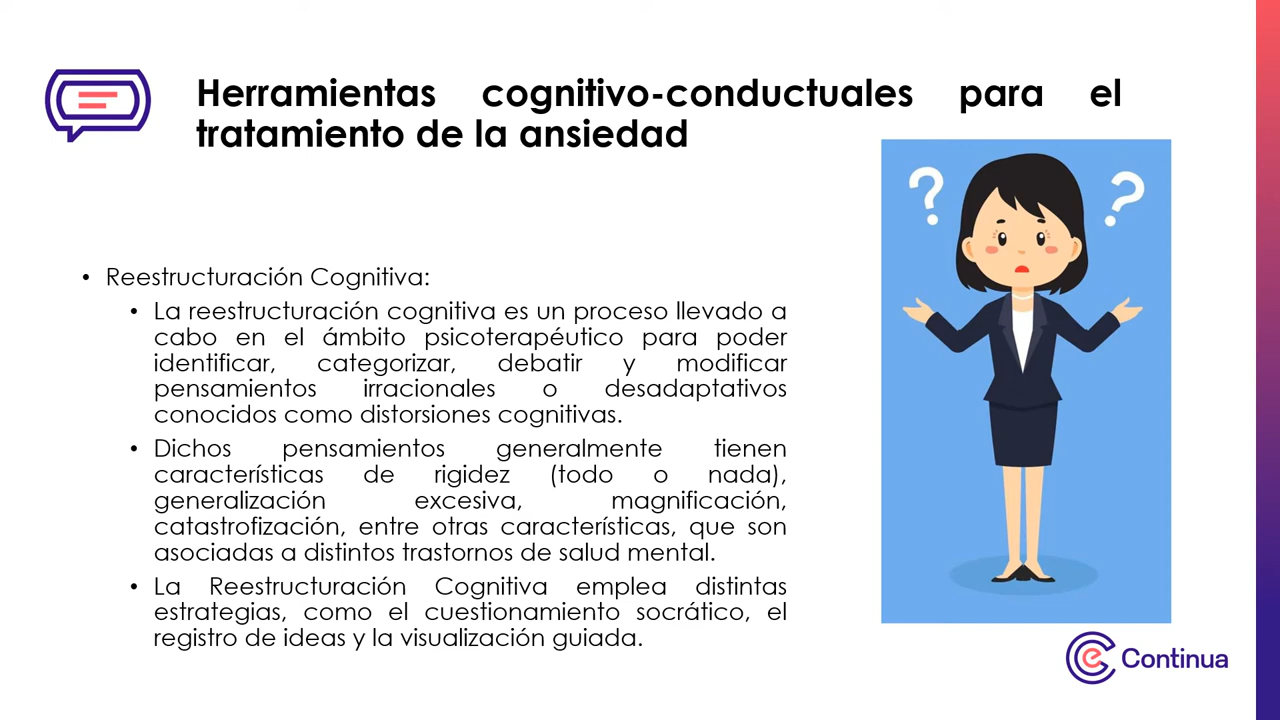 Herramientas cognitivo-conductuales para el
tratamiento de la ansiedad
? ?
• Reestructuración Cognitiva:
• La reestructuración cognitiva es un proceso llevado a
cabo en el ámbito psicoterapéutico para poder
identificar, categorizar, debatir y modificar
pensamientos irracionales o desadaptativos
conocidos como distorsiones cognitivas.
• Dichos pensamientos generalmente tienen
características de rigidez (todo o nada),
generalización excesiva, magnificación,
catastrofización, entre otras características, que son
asociadas a distintos trastornos de salud mental.
• La Reestructuración Cognitiva emplea distintas
estrategias, como el cuestionamiento socrático, el
registro de ideas y la visualización guiada.
e Continua